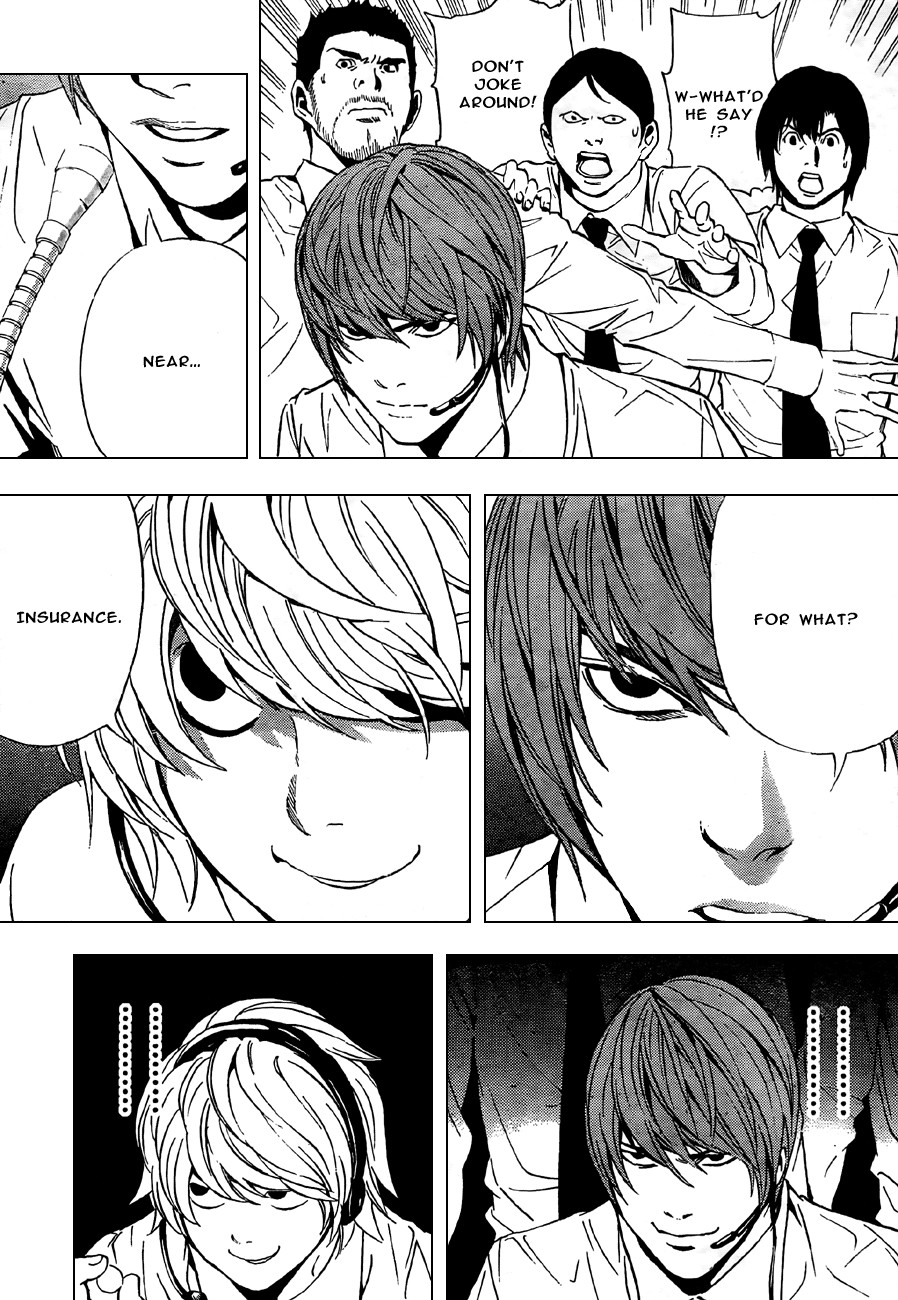 W-WHAT'D
HE SAY
!?
DON'T
JOKE
AROUND!
NEAR...
FOR WHAT?
INSURANCE.